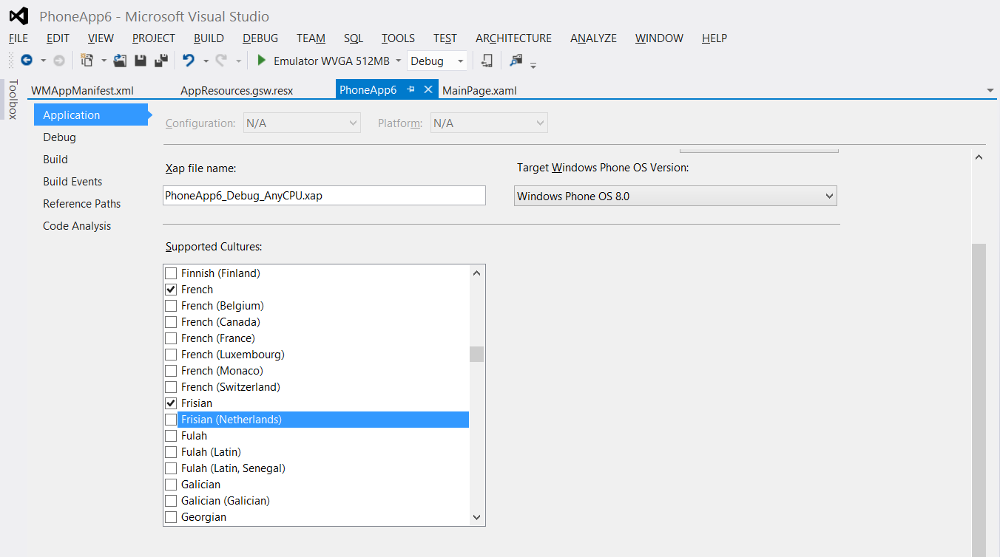 PhoneApp6 - Microsoft Visual Studio
FILE EDIT VIEW PROJECT BUILD DEBUG TEAM SQL TOOLS TEST ARCHITECTURE ANALYZE WINDOW HELP
Emulator WVGA 512MB Debug
Toolbox
WMAppManifest.xml AppResources.gsw.resx PhoneApp6 MainPage.xaml
Application
Debug
Build
Build Events
Reference Paths
Code Analysis
Configuration: N/A Platform: N/A
Xap file name: Target Windows Phone OS Version:
PhoneApp6_Debug_AnyCPU.xap Windows Phone OS 8.0
Supported Cultures:
Finnish (Finland)
French
French (Belgium)
French (Canada)
French (France)
French (Luxembourg)
French (Monaco)
French (Switzerland)
Frisian
Frisian (Netherlands)
Fulah
Fulah (Latin)
Fulah (Latin, Senegal)
Galician
Galician (Galician)
Georgian